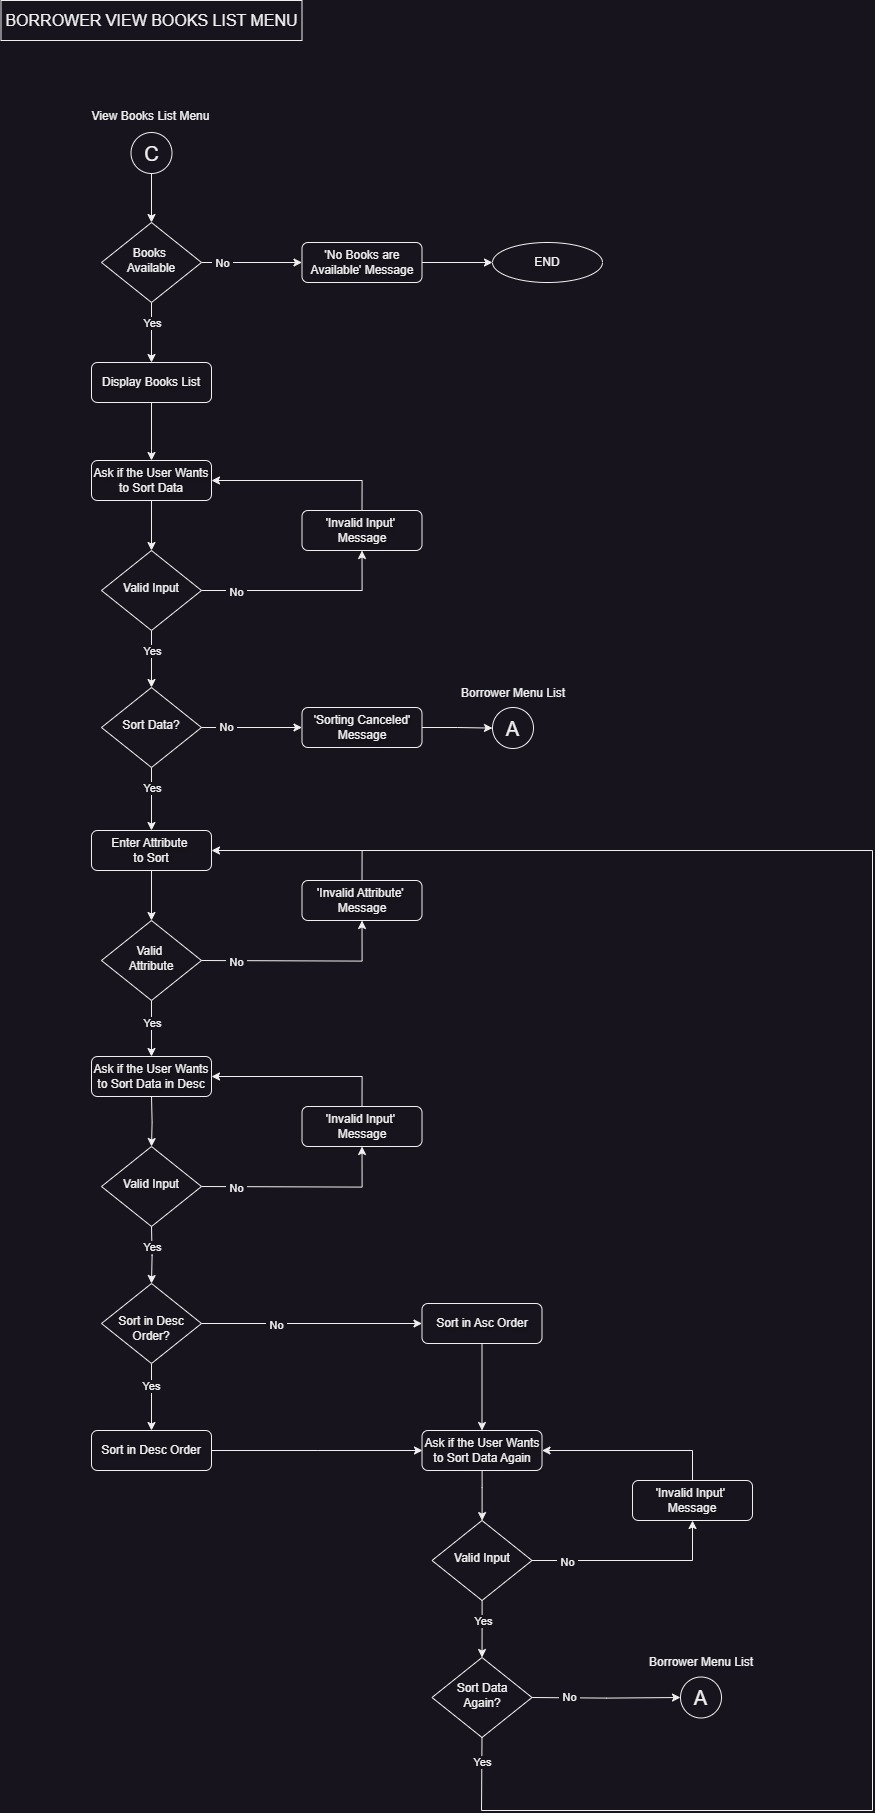 BORROWER VIEW BOOKS LIST MENU
View Books List Menu
C
Books
Available
No
'No Books are
Available' Message
END
Yes
Display Books List
Ask if the User Wants
to Sort Data
'Invalid Input'
Message
Valid Input
No
Yes
Borrower Menu List
Sort Data?
No
'Sorting Canceled'
Message
A
Yes
Enter Attribute
to Sort
'Invalid Attribute'
Message
Valid
Attribute
No
Yes
Ask if the User Wants
to Sort Data in Desc
'Invalid Input'
Message
Valid Input
No
Yes
Sort in Desc
Order?
No
Sort in Asc Order
Yes
Sort in Desc Order
Ask if the User Wants
to Sort Data Again
'Invalid Input'
Message
Valid Input
No
Yes
Borrower Menu List
Sort Data
Again?
No
A
Yes